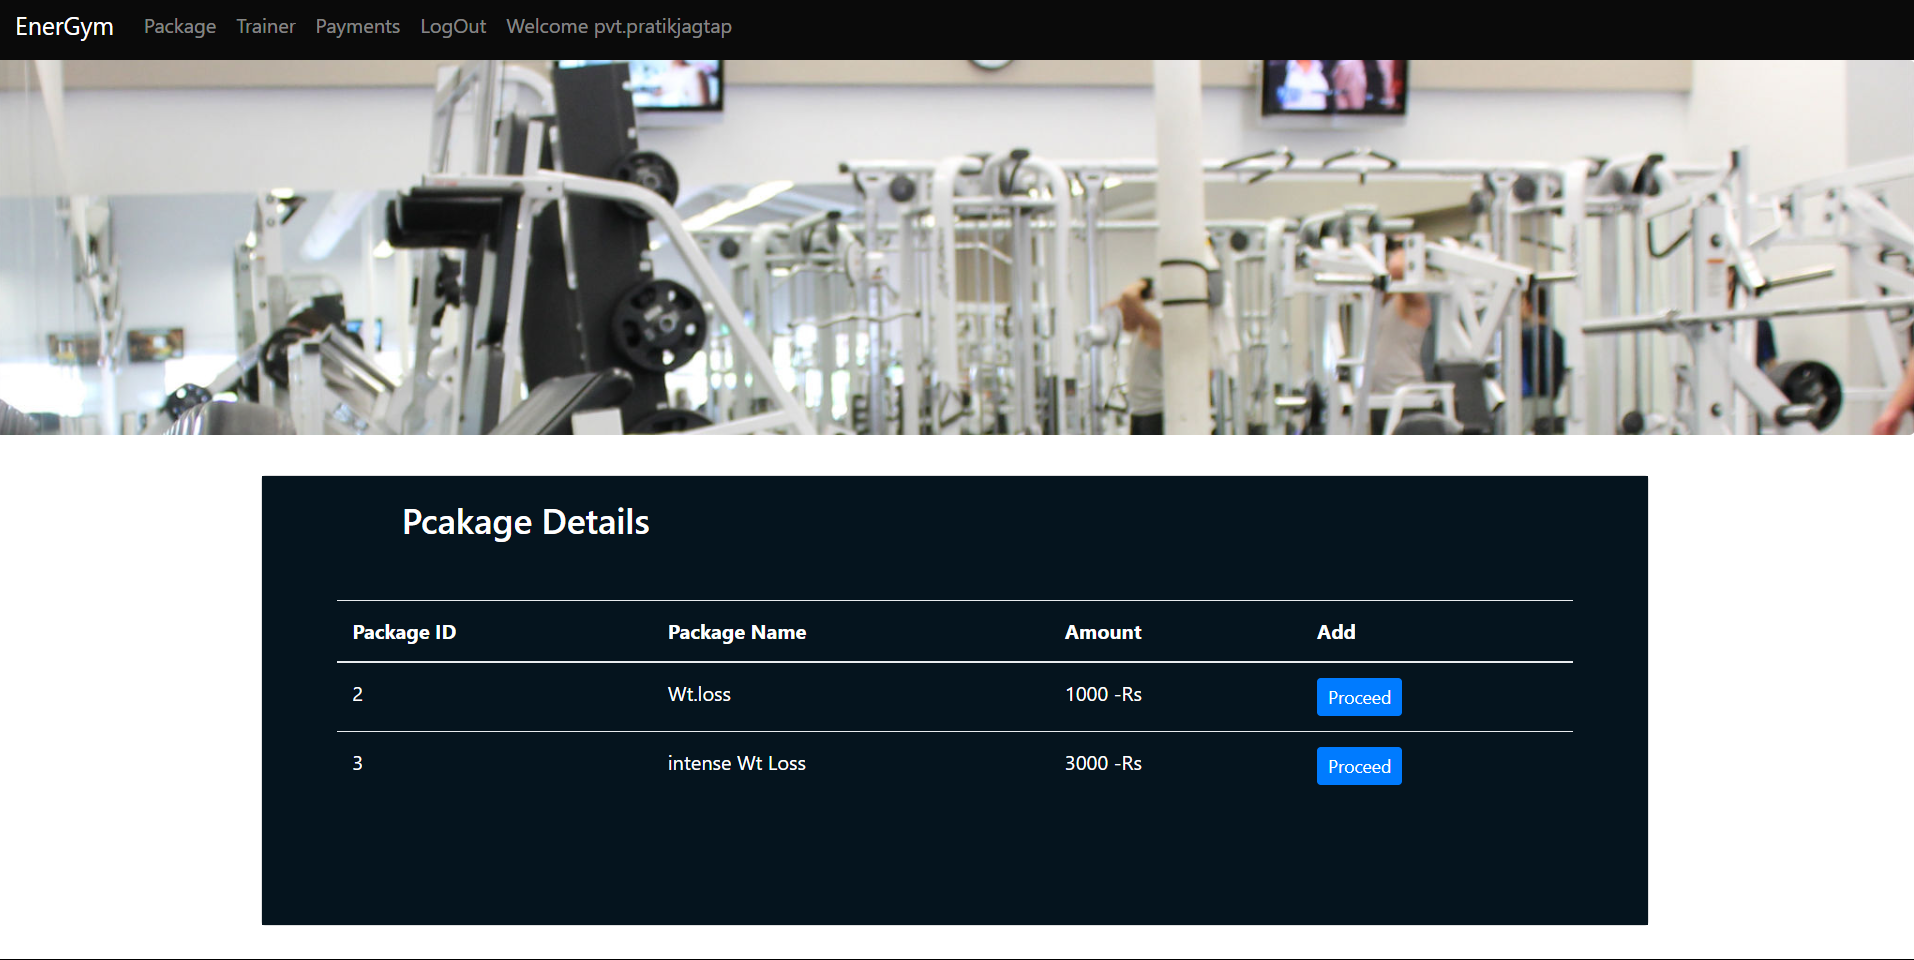 EnerGym Package Trainer Payments LogOut Welcome pvt.pratikjagtap
Pcakage Details
Package ID Package Name Amount Add
2 Wt.loss 1000 -Rs Proceed
3 intense Wt Loss 3000 -Rs Proceed